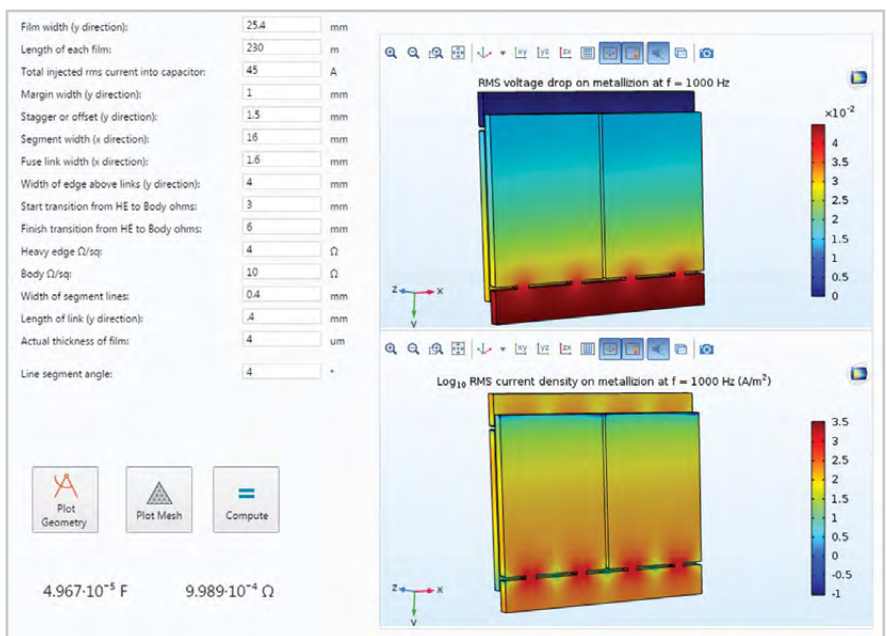 Film width (y direction): 25.4 mm
Length of each film: 230 m
Total injected rms current into capacitor: 45 A
Margin width (y direction): 1 mm
Stagger or offset (y direction): 1.5 mm
Segment width (x direction): 16 mm
Fuse link width (x direction): 1.6 mm
Width of edge above links (y direction): 4 mm
Start transition from HE to Body ohms: 3 mm
Finish transition from HE to Body ohms: 6 mm
Heavy edge Ω/sq: 4 Ω
Body Ω/sq: 10 Ω
Width of segment lines: 0.4 mm
Length of link (y direction): .4 mm
Actual thickness of film: 4 um
Line segment angle: 4 °
Plot Geometry
Plot Mesh
Compute
4.967·10⁻⁵ F 9.989·10⁻⁴ Ω
xy yz zx
RMS voltage drop on metallizion at f = 1000 Hz
×10⁻²
4
3.5
3
2.5
2
1.5
1
0.5
0
z x
y
xy yz zx
Log₁₀ RMS current density on metallizion at f = 1000 Hz (A/m²)
3.5
3
2.5
2
1.5
1
0.5
0
-0.5
-1
z x
y